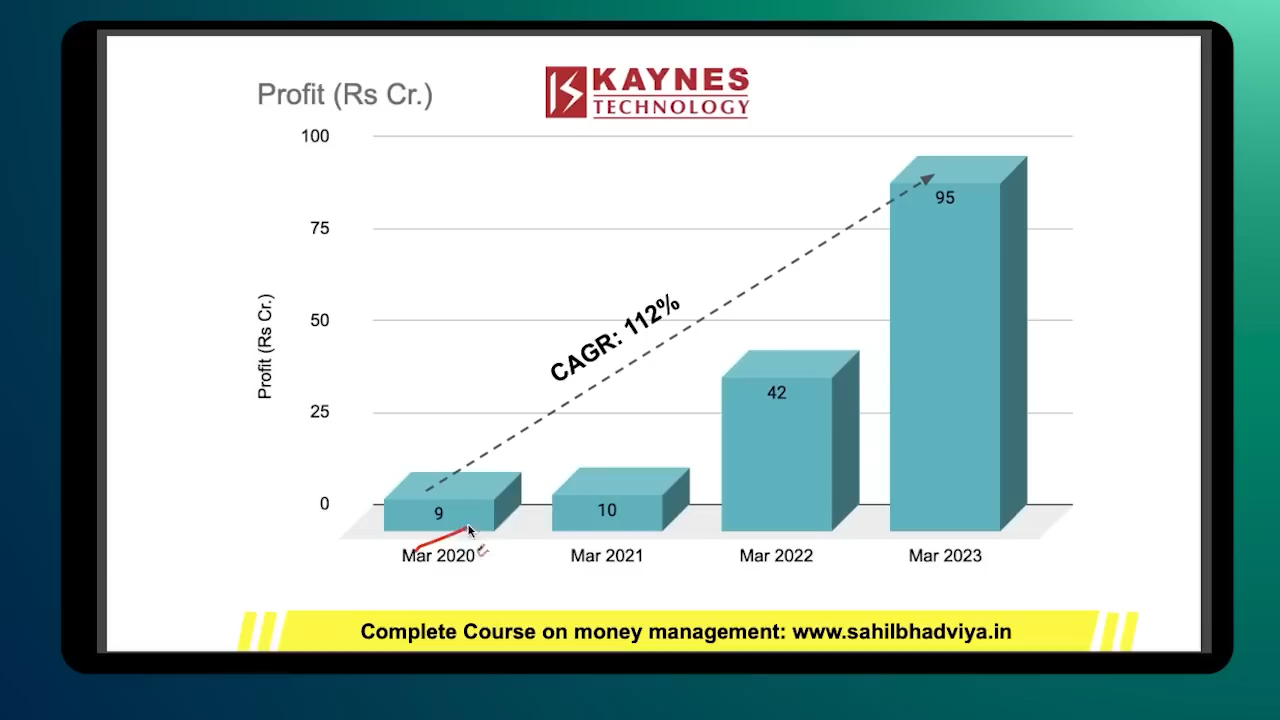 Profit (Rs Cr.)
KAYNES
TECHNOLOGY
100
75
50
25
0
Profit (Rs Cr.)
CAGR: 112%
9
10
42
95
Mar 2020
Mar 2021
Mar 2022
Mar 2023
Complete Course on money management: www.sahilbhadviya.in